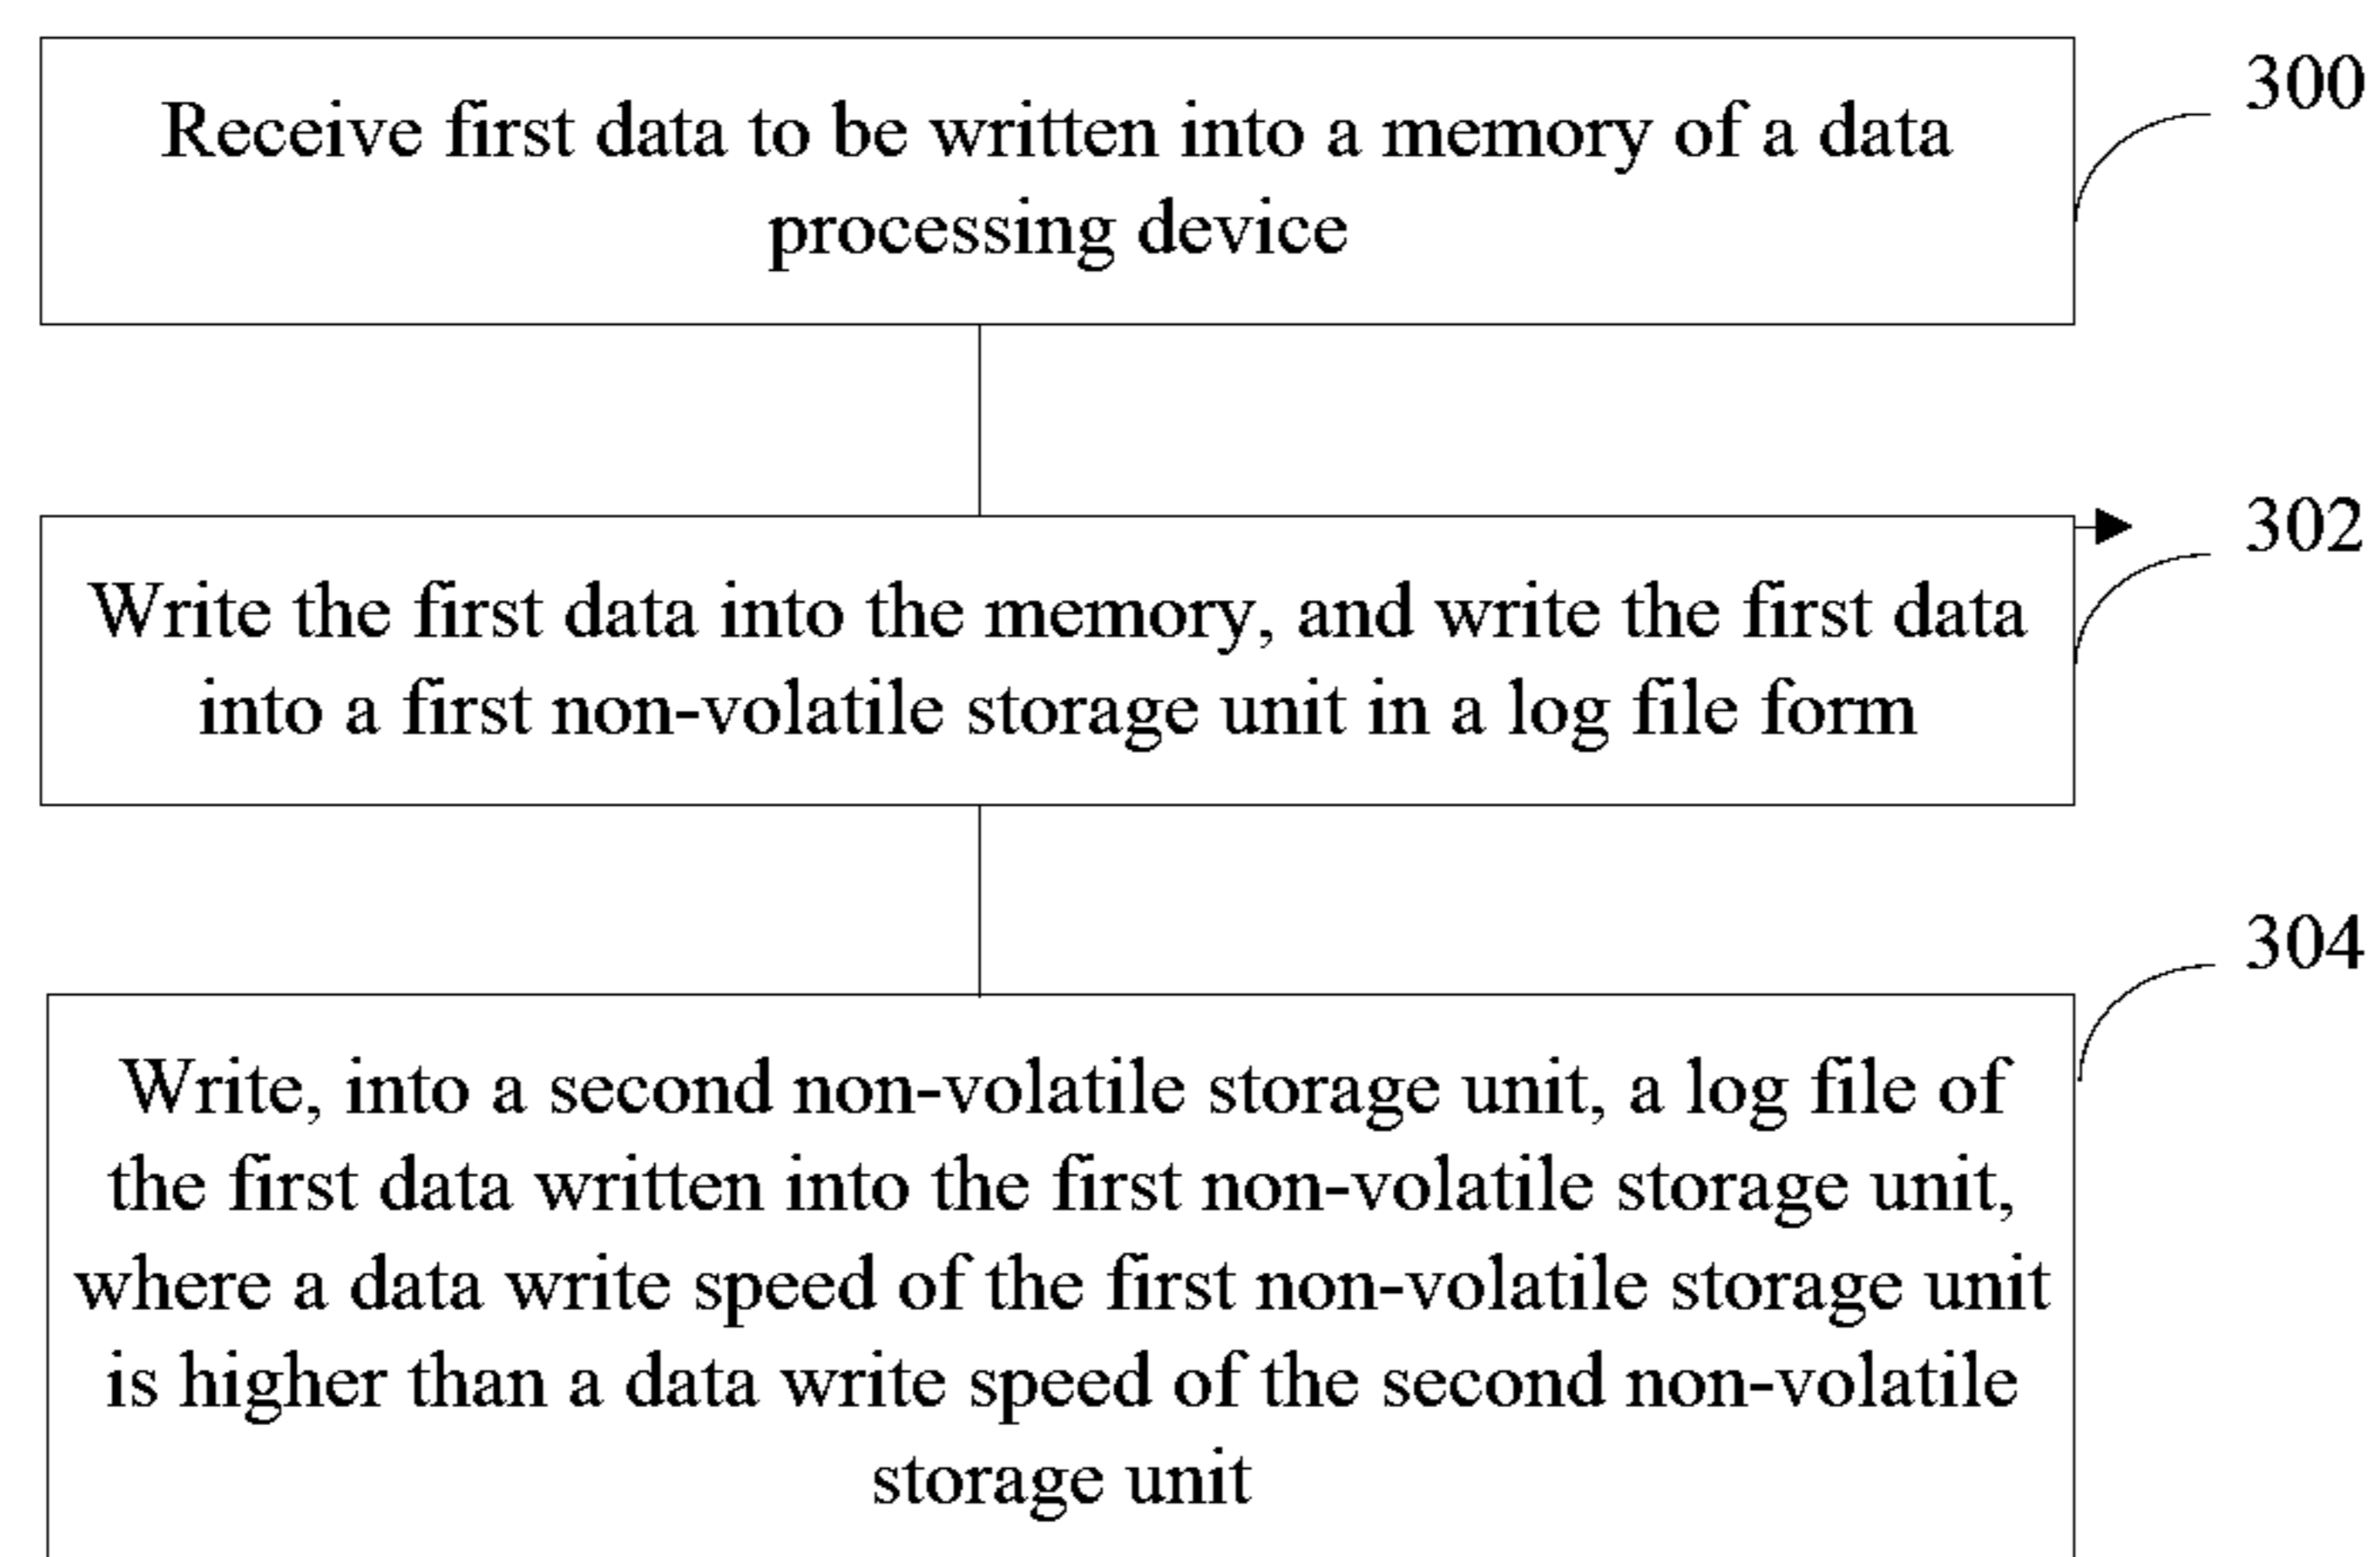 300
Receive first data to be written into a memory of a data
processing device
302
Write the first data into the memory, and write the first data
into a first non-volatile storage unit in a log file form
304
Write, into a second non-volatile storage unit, a log file of
the first data written into the first non-volatile storage unit,
where a data write speed of the first non-volatile storage unit
is higher than a data write speed of the second non-volatile
storage unit